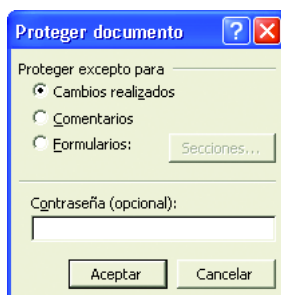 Proteger documento
Proteger excepto para
Cambios realizados
Comentarios
Formularios:
Secciones...
Contraseña (opcional):
Aceptar
Cancelar